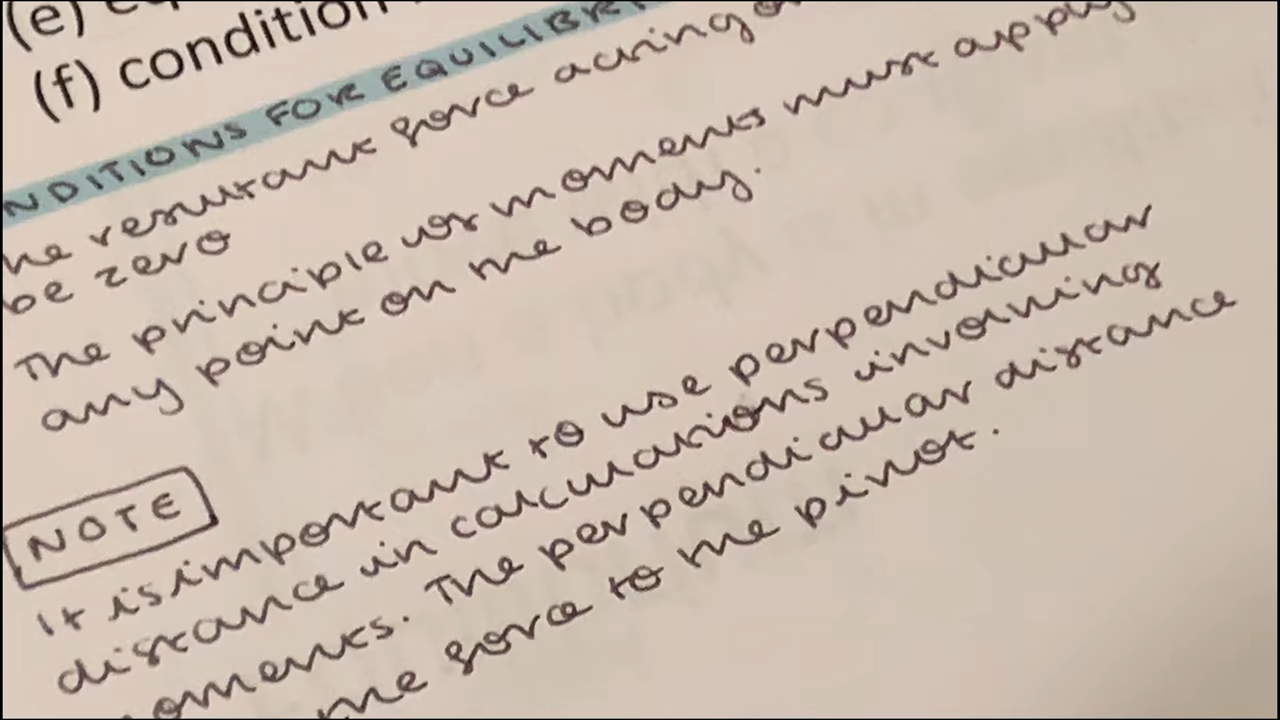 (e) eq
(f) condition
NDITIONS FOR EQUILIBRI
he resultant force acting o
be zero
The principle of moments must apply
any point on the body.
NOTE
It is important to use perpendicular
distance in calculations involving
oments. The perpendicular distance
the force to the pivot.